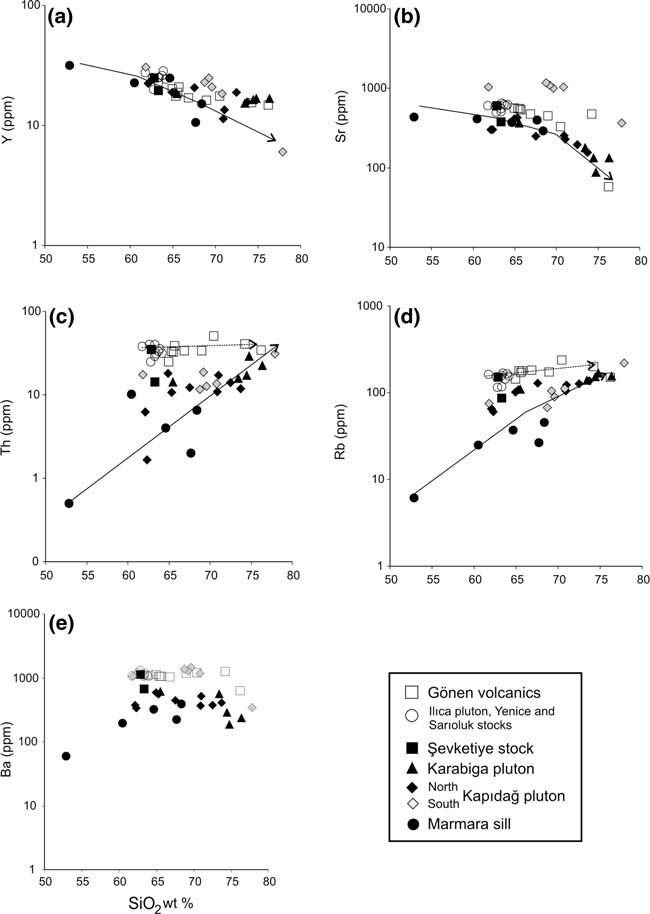 (a)
100
10
1
Y (ppm)
50 55 60 65 70 75 80
(b)
10000
1000
100
10
Sr (ppm)
50 55 60 65 70 75 80
(c)
100
10
1
0
Th (ppm)
50 55 60 65 70 75 80
(d)
1000
100
10
1
Rb (ppm)
50 55 60 65 70 75 80
(e)
10000
1000
100
10
1
Ba (ppm)
50 55 60 65 70 75 80
SiO2 wt %
Gönen volcanics
Ilıca pluton, Yenice and
Sarıoluk stocks
Şevketiye stock
Karabiga pluton
North
South Kapıdağ pluton
Marmara sill